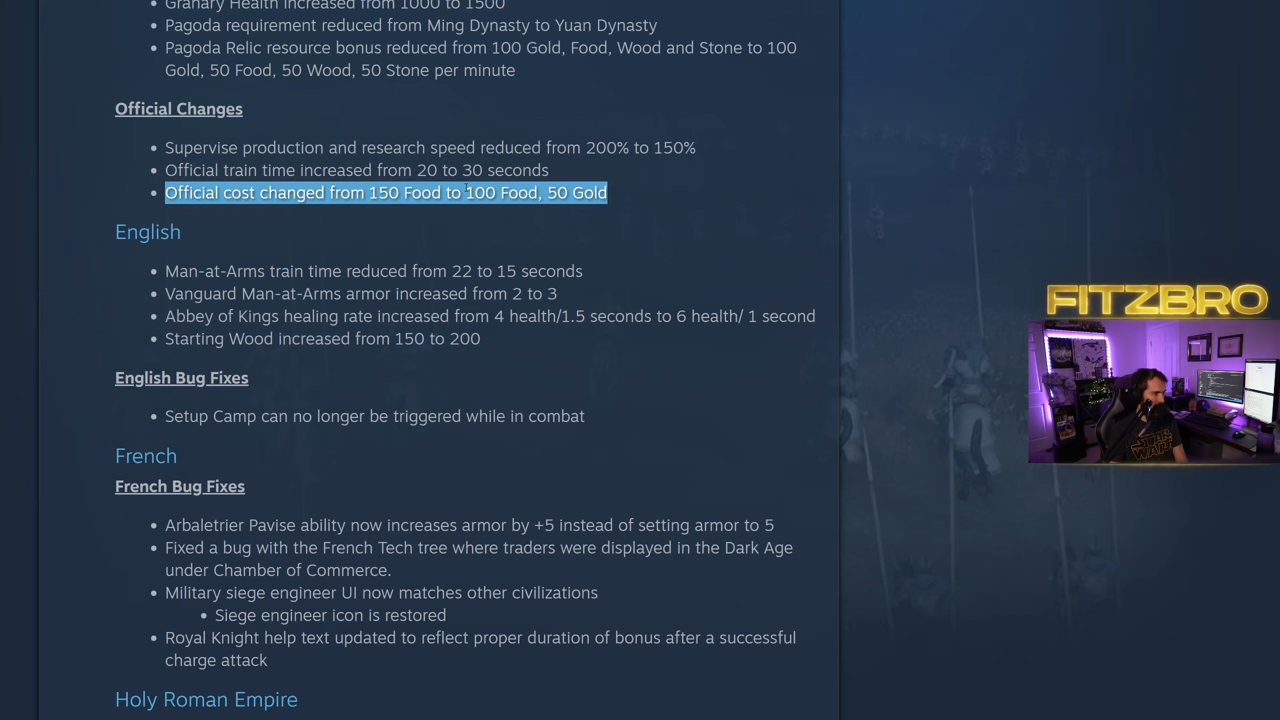 Granary Health increased from 1000 to 1500
Pagoda requirement reduced from Ming Dynasty to Yuan Dynasty
Pagoda Relic resource bonus reduced from 100 Gold, Food, Wood and Stone to 100
Gold, 50 Food, 50 Wood, 50 Stone per minute
Official Changes
Supervise production and research speed reduced from 200% to 150%
Official train time increased from 20 to 30 seconds
Official cost changed from 150 Food to 100 Food, 50 Gold
English
Man-at-Arms train time reduced from 22 to 15 seconds
Vanguard Man-at-Arms armor increased from 2 to 3
Abbey of Kings healing rate increased from 4 health/1.5 seconds to 6 health/ 1 second
Starting Wood increased from 150 to 200
English Bug Fixes
Setup Camp can no longer be triggered while in combat
French
French Bug Fixes
Arbaletrier Pavise ability now increases armor by +5 instead of setting armor to 5
Fixed a bug with the French Tech tree where traders were displayed in the Dark Age
under Chamber of Commerce.
Military siege engineer UI now matches other civilizations
Siege engineer icon is restored
Royal Knight help text updated to reflect proper duration of bonus after a successful
charge attack
Holy Roman Empire
FITZBRO
STAR
WARS